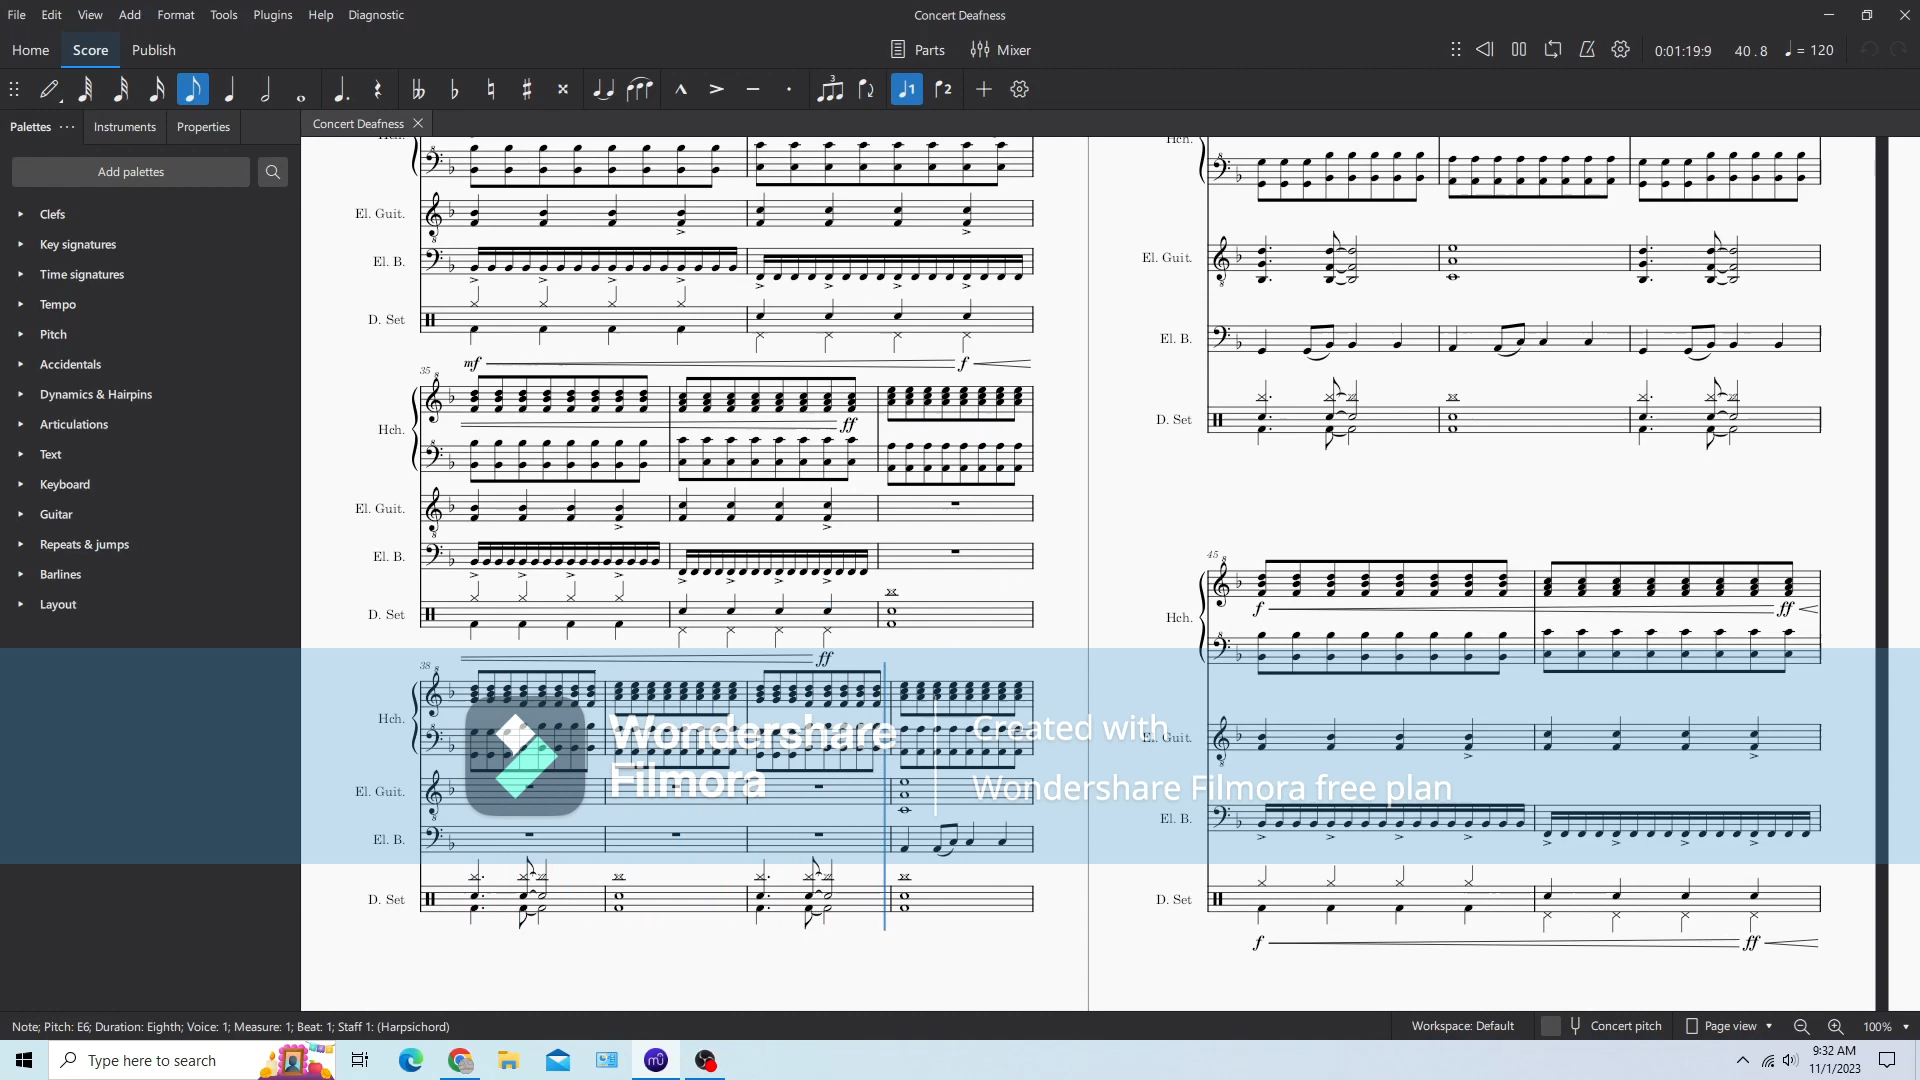 File Edit View Add Format Tools Plugins Help Diagnostic
Concert Deafness
Home Score Publish
Parts Mixer
0:01:19:9 40 . 8 = 120
3
1 2
Palettes ··· Instruments Properties
Concert Deafness
Add palettes
Clefs
Key signatures
Time signatures
Tempo
Pitch
Accidentals
Dynamics & Hairpins
Articulations
Text
Keyboard
Guitar
Repeats & jumps
Barlines
Layout
Hch.
El. Guit.
El. B.
D. Set
mf f
35
Hch.
ff
El. Guit.
El. B.
D. Set
ff
38
Hch.
El. Guit.
El. B.
D. Set
Hch.
El. Guit.
El. B.
D. Set
45
f ff
Hch.
El. Guit.
El. B.
D. Set
f ff
Wondershare
Filmora
Created with
Wondershare Filmora free plan
Note; Pitch: E6; Duration: Eighth; Voice: 1; Measure: 1; Beat: 1; Staff 1: (Harpsichord)
Workspace: Default Concert pitch Page view 100%
Type here to search
9:32 AM
11/1/2023